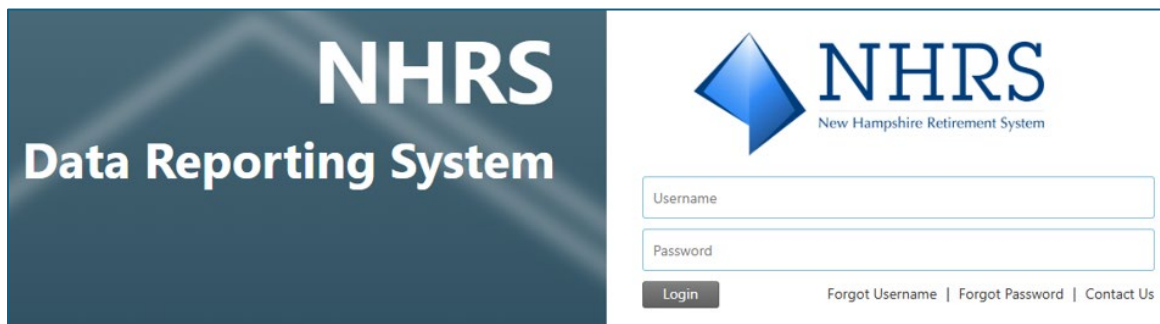 NHRS
Data Reporting System
NHRS
New Hampshire Retirement System
Username
Password
Login
Forgot Username | Forgot Password | Contact Us